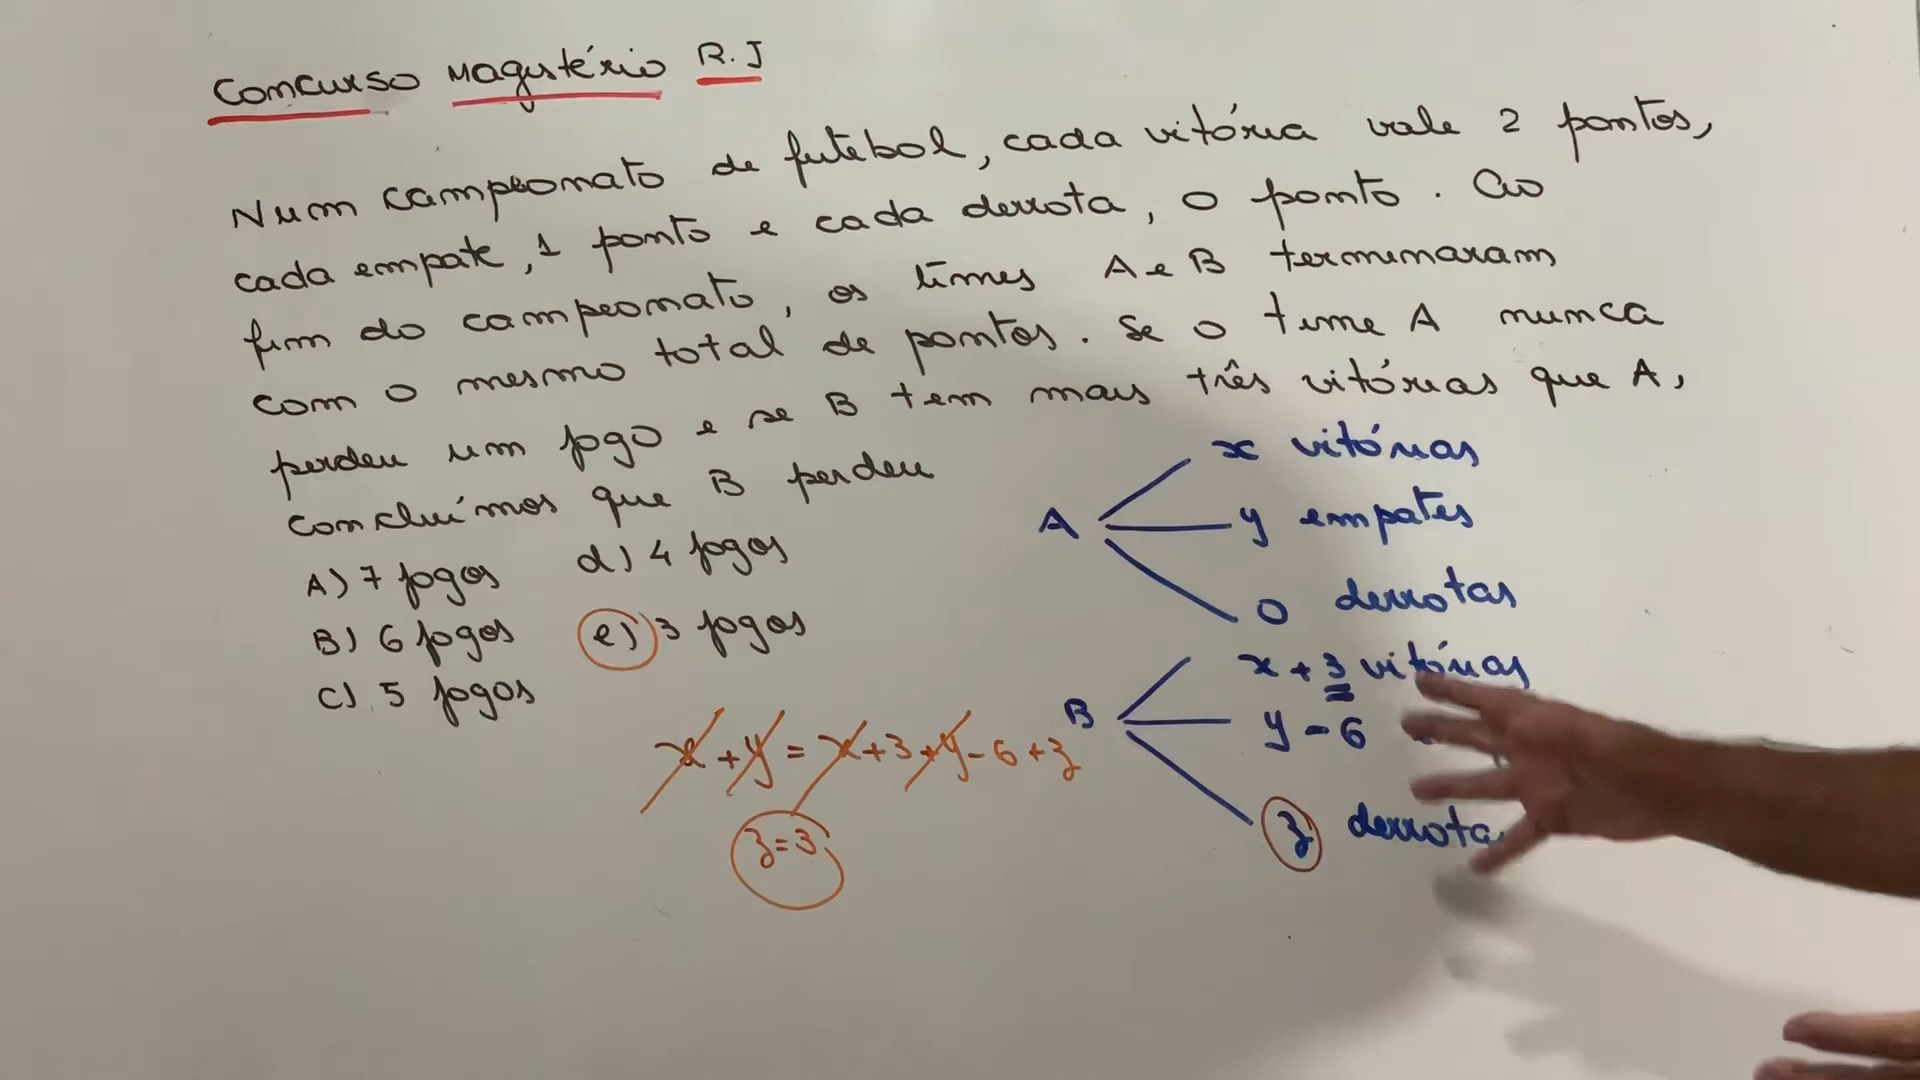 Concurso Magistério R.J
Num campeonato de futebol, cada vitória vale 2 pontos,
cada empate, 1 ponto e cada derrota, 0 ponto. Ao
fim do campeonato, os times A e B terminaram
com o mesmo total de pontos. Se o time A nunca
perdeu um jogo e se B tem mais três vitórias que A,
concluímos que B perdeu
A) 7 jogos d) 4 jogos
B) 6 jogos e) 3 jogos
C) 5 jogos
A
x vitórias
y empates
0 derrotas
B
x + 3 vitórias
y - 6
z derrota
x + y = x + 3 + y - 6 + z
z = 3